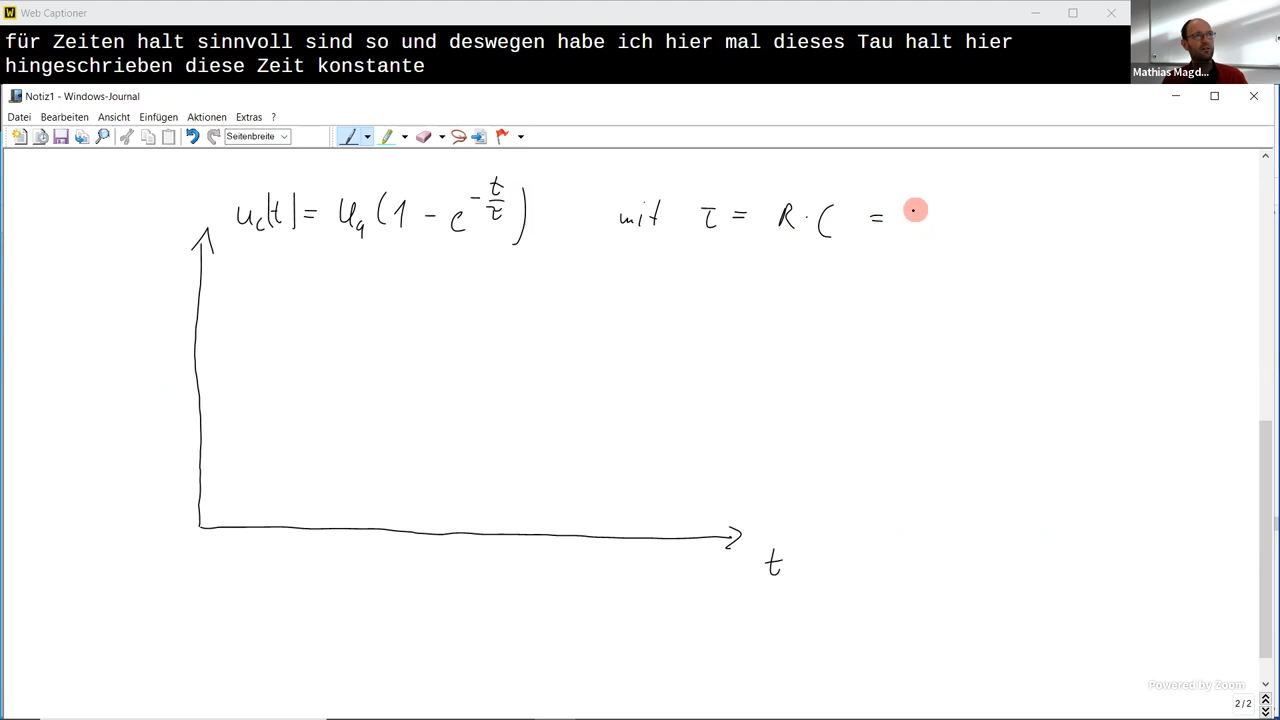 Web Captioner
für Zeiten halt sinnvoll sind so und deswegen habe ich hier mal dieses Tau halt hier
hingeschrieben diese Zeit konstante
Mathias Magd...
Notiz1 - Windows-Journal
Datei Bearbeiten Ansicht Einfügen Aktionen Extras ?
Seitenbreite
u_c(t) = U_q (1 - e^{-t/τ}) mit τ = R · C =
t
Powered by Zoom
2/2